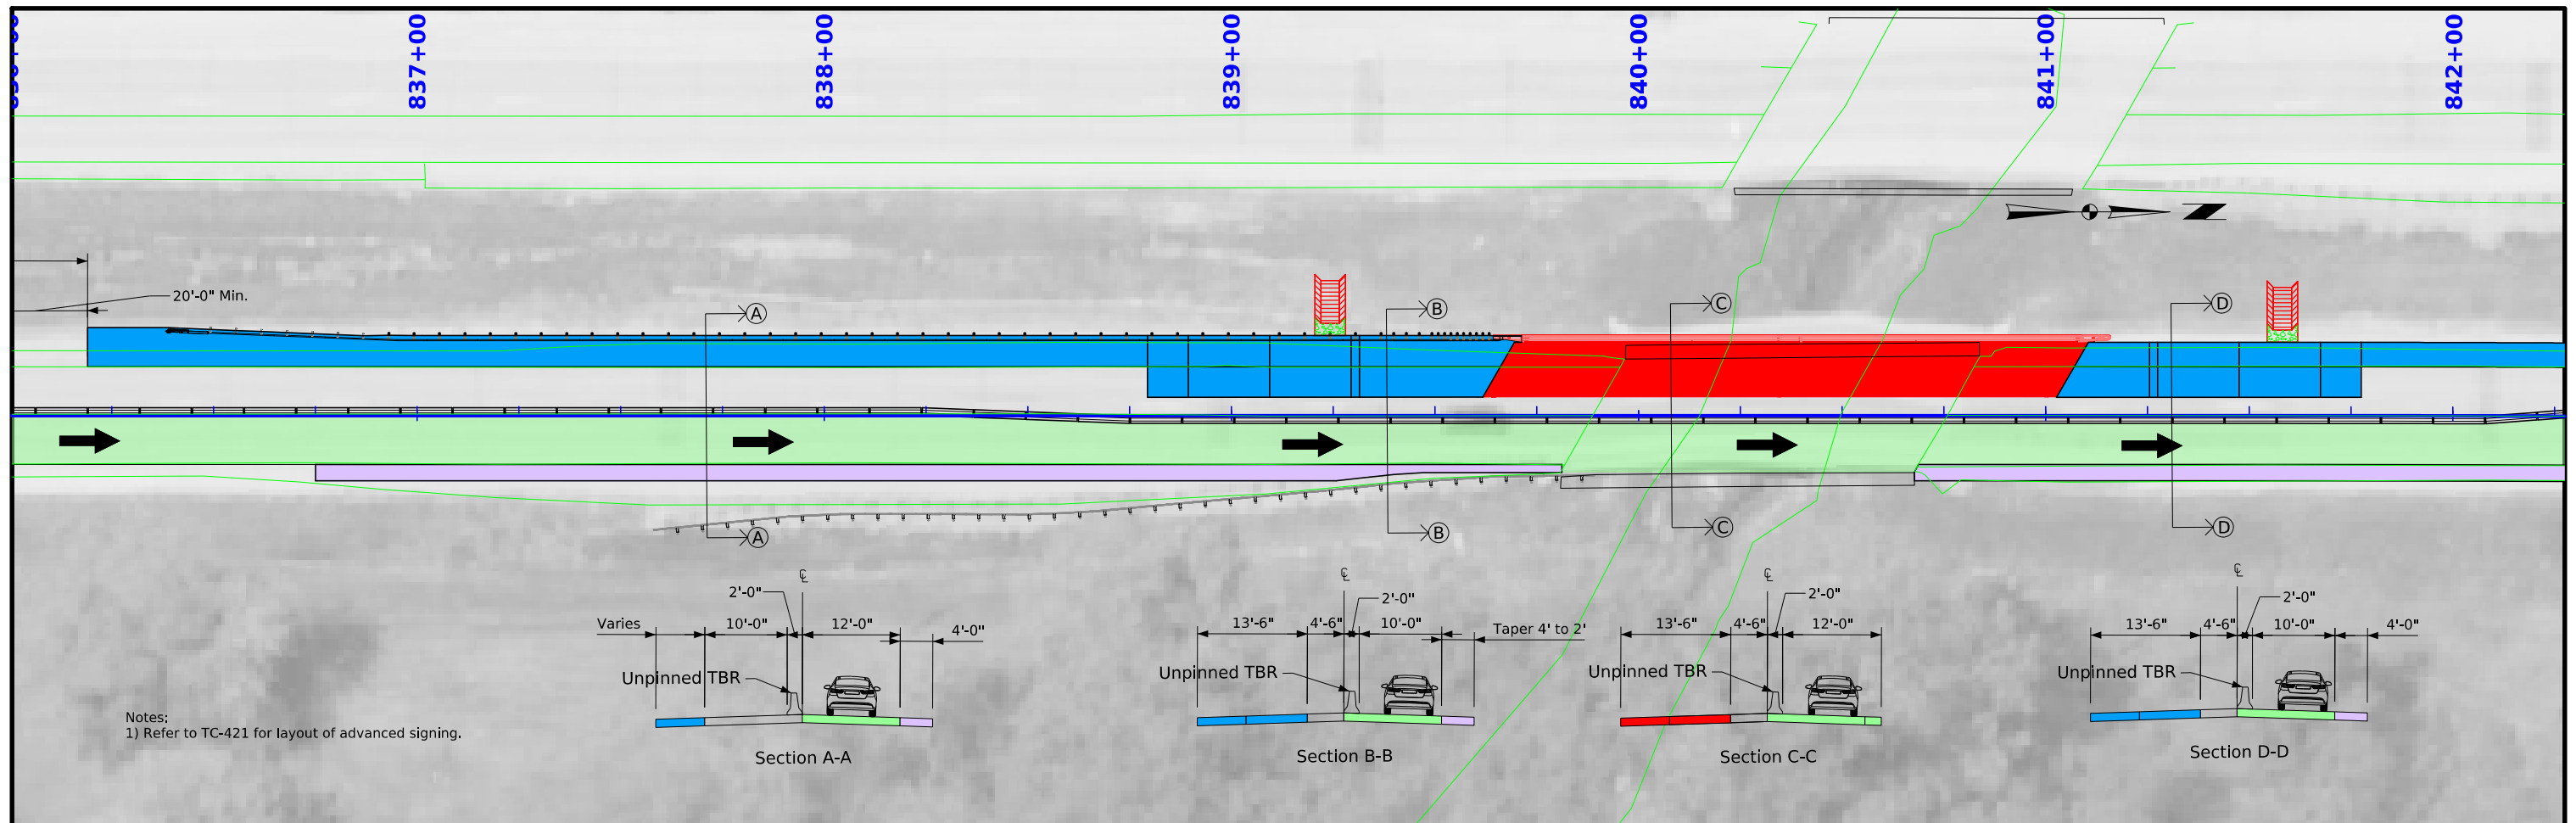 837+00
838+00
839+00
840+00
841+00
842+00
20'-0" Min.
A
B
C
D
A
B
C
D
℄
2'-0"
Varies
10'-0"
12'-0"
4'-0"
Unpinned TBR
Section A-A
℄
2'-0"
13'-6"
4'-6"
10'-0"
Taper 4' to 2'
Unpinned TBR
Section B-B
℄
2'-0"
13'-6"
4'-6"
12'-0"
Unpinned TBR
Section C-C
℄
2'-0"
13'-6"
4'-6"
10'-0"
4'-0"
Unpinned TBR
Section D-D
Notes:
1) Refer to TC-421 for layout of advanced signing.